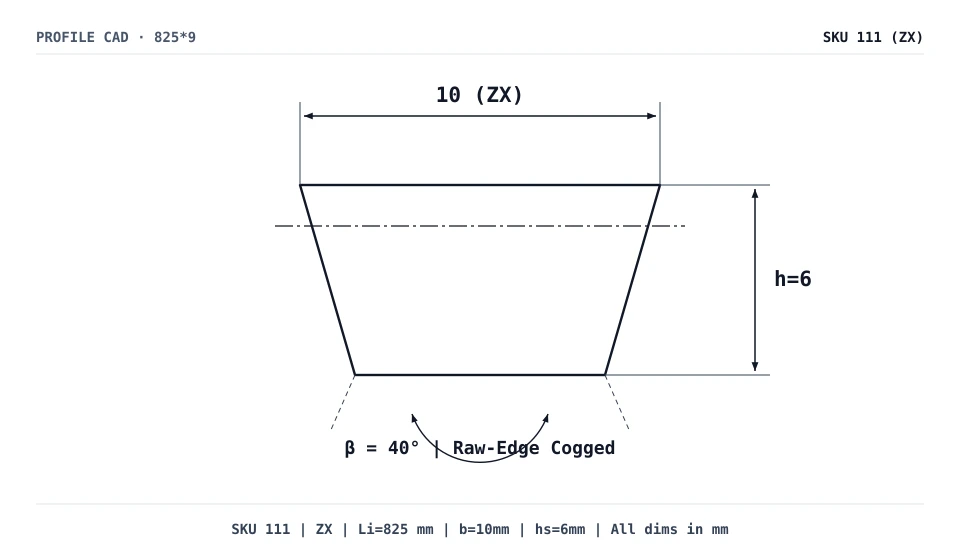 PROFILE CAD · 825*9
SKU 111 (ZX)
10 (ZX)
h=6
β = 40° | Raw-Edge Cogged
SKU 111 | ZX | Li=825 mm | b=10mm | hs=6mm | All dims in mm